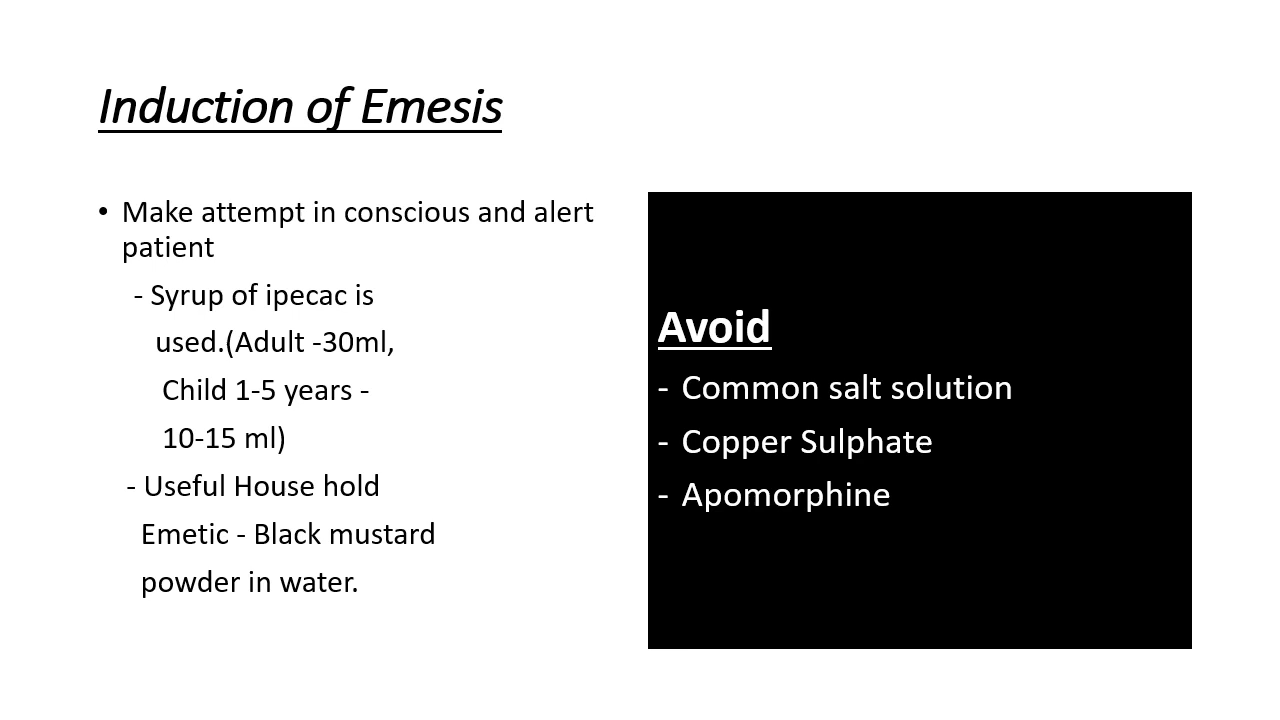 Induction of Emesis
• Make attempt in conscious and alert
patient
- Syrup of ipecac is
used.(Adult -30ml,
Child 1-5 years -
10-15 ml)
- Useful House hold
Emetic - Black mustard
powder in water.
Avoid
- Common salt solution
- Copper Sulphate
- Apomorphine